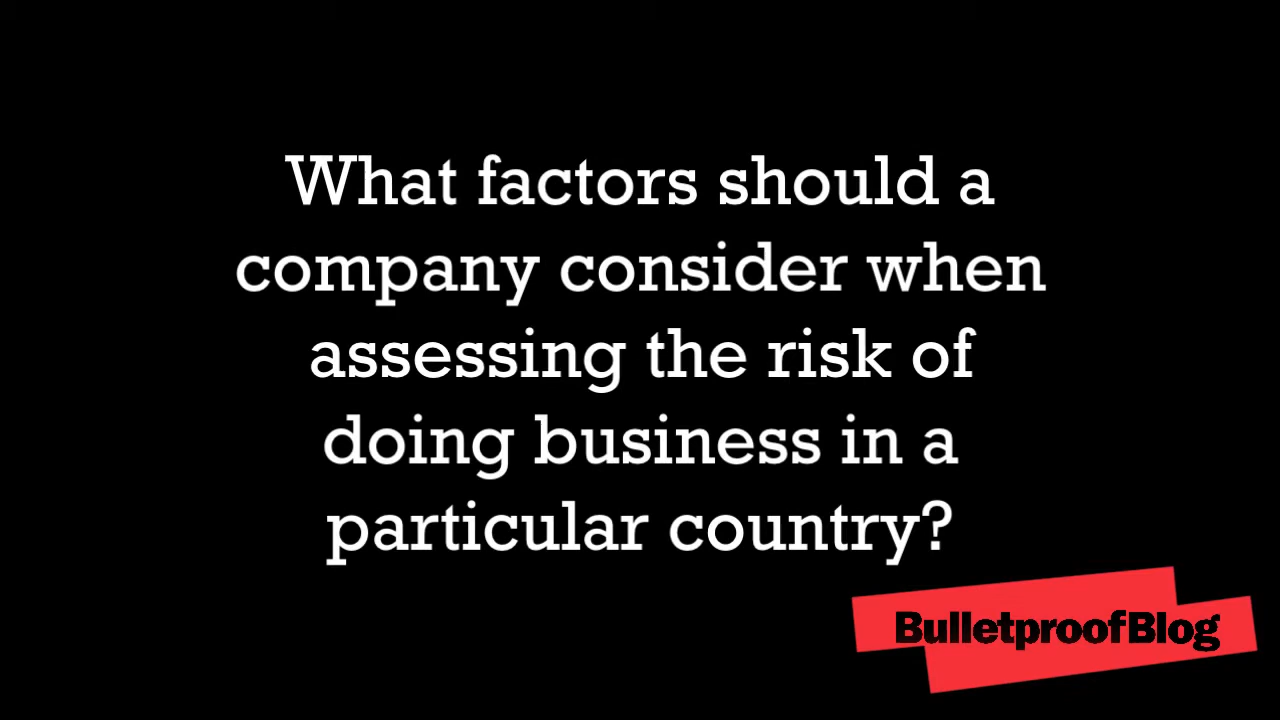 What factors should a
company consider when
assessing the risk of
doing business in a
particular country?
BulletproofBlog